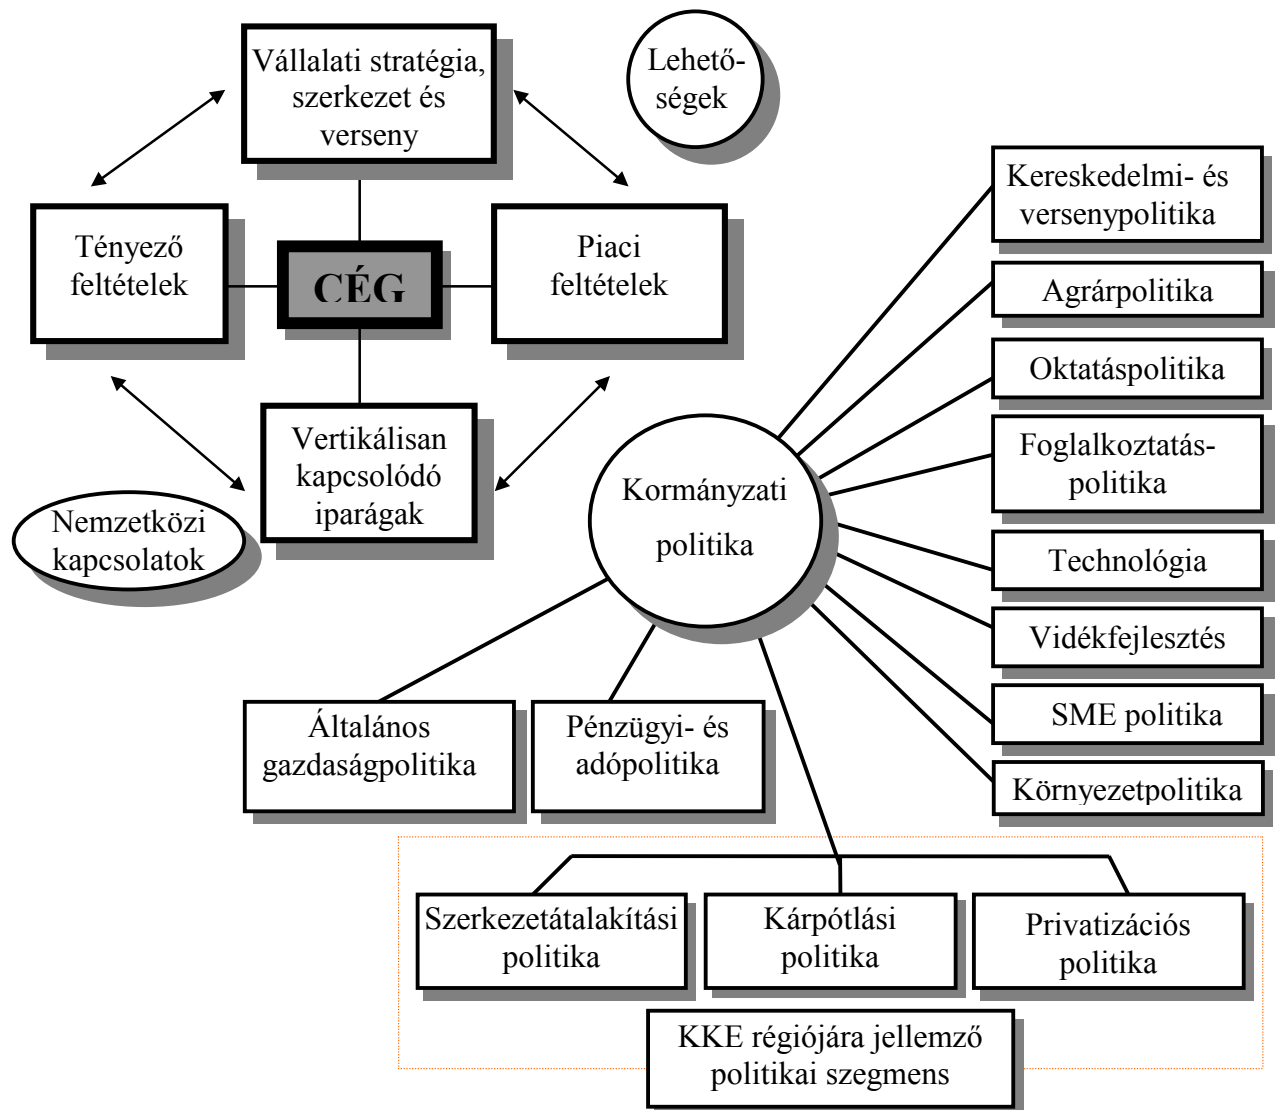 Vállalati stratégia,
szerkezet és
verseny
Lehető-
ségek
Tényező
feltételek
CÉG
Piaci
feltételek
Vertikálisan
kapcsolódó
iparágak
Nemzetközi
kapcsolatok
Kormányzati
politika
Kereskedelmi- és
versenypolitika
Agrárpolitika
Oktatáspolitika
Foglalkoztatás-
politika
Technológia
Vidékfejlesztés
SME politika
Környezetpolitika
Általános
gazdaságpolitika
Pénzügyi- és
adópolitika
Szerkezetátalakítási
politika
Kárpótlási
politika
Privatizációs
politika
KKE régiójára jellemző
politikai szegmens